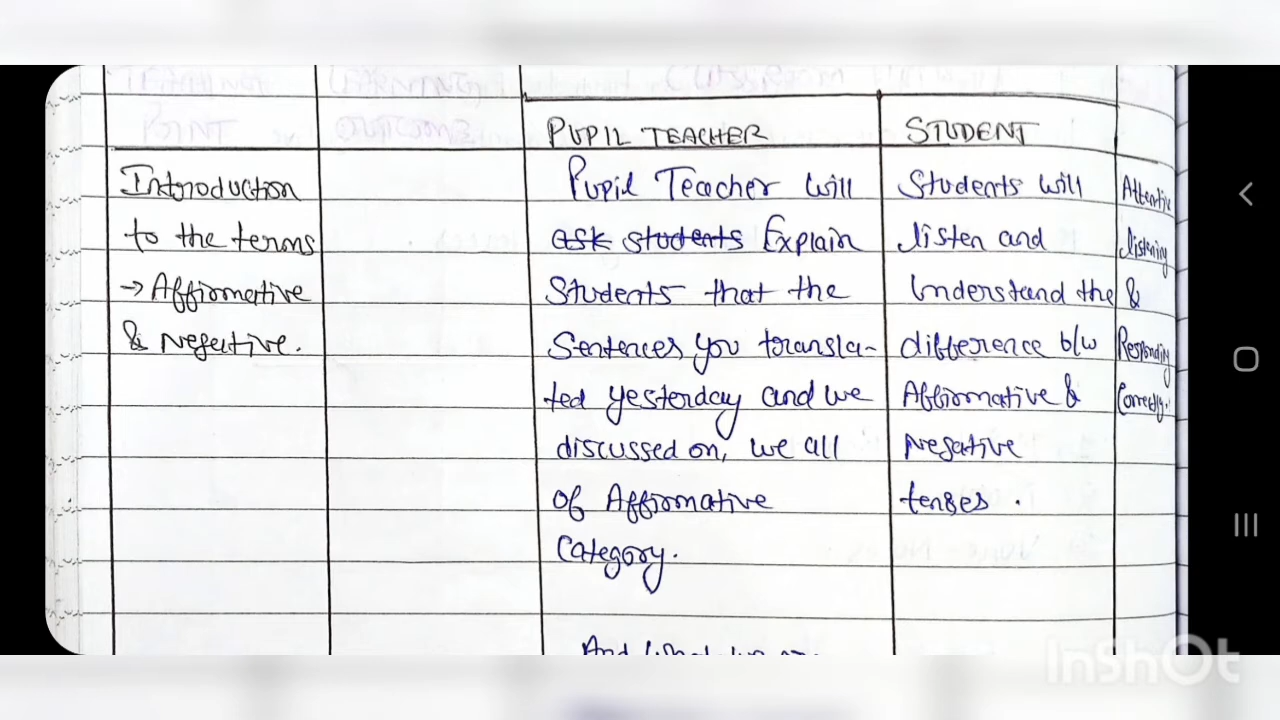 PUPIL TEACHER
STUDENT
Introduction
to the terms
→ Affirmative
& Negative.
Pupil Teacher will
ask students Explain
Students that the
Sentences you transla-
ted yesterday and we
discussed on, we all
of Affirmative
Category.
Students will
listen and
Understand the
difference b/w
Affirmative &
Negative
tenses.
Attentive
listening
&
Responding
Correctly.
InShOt